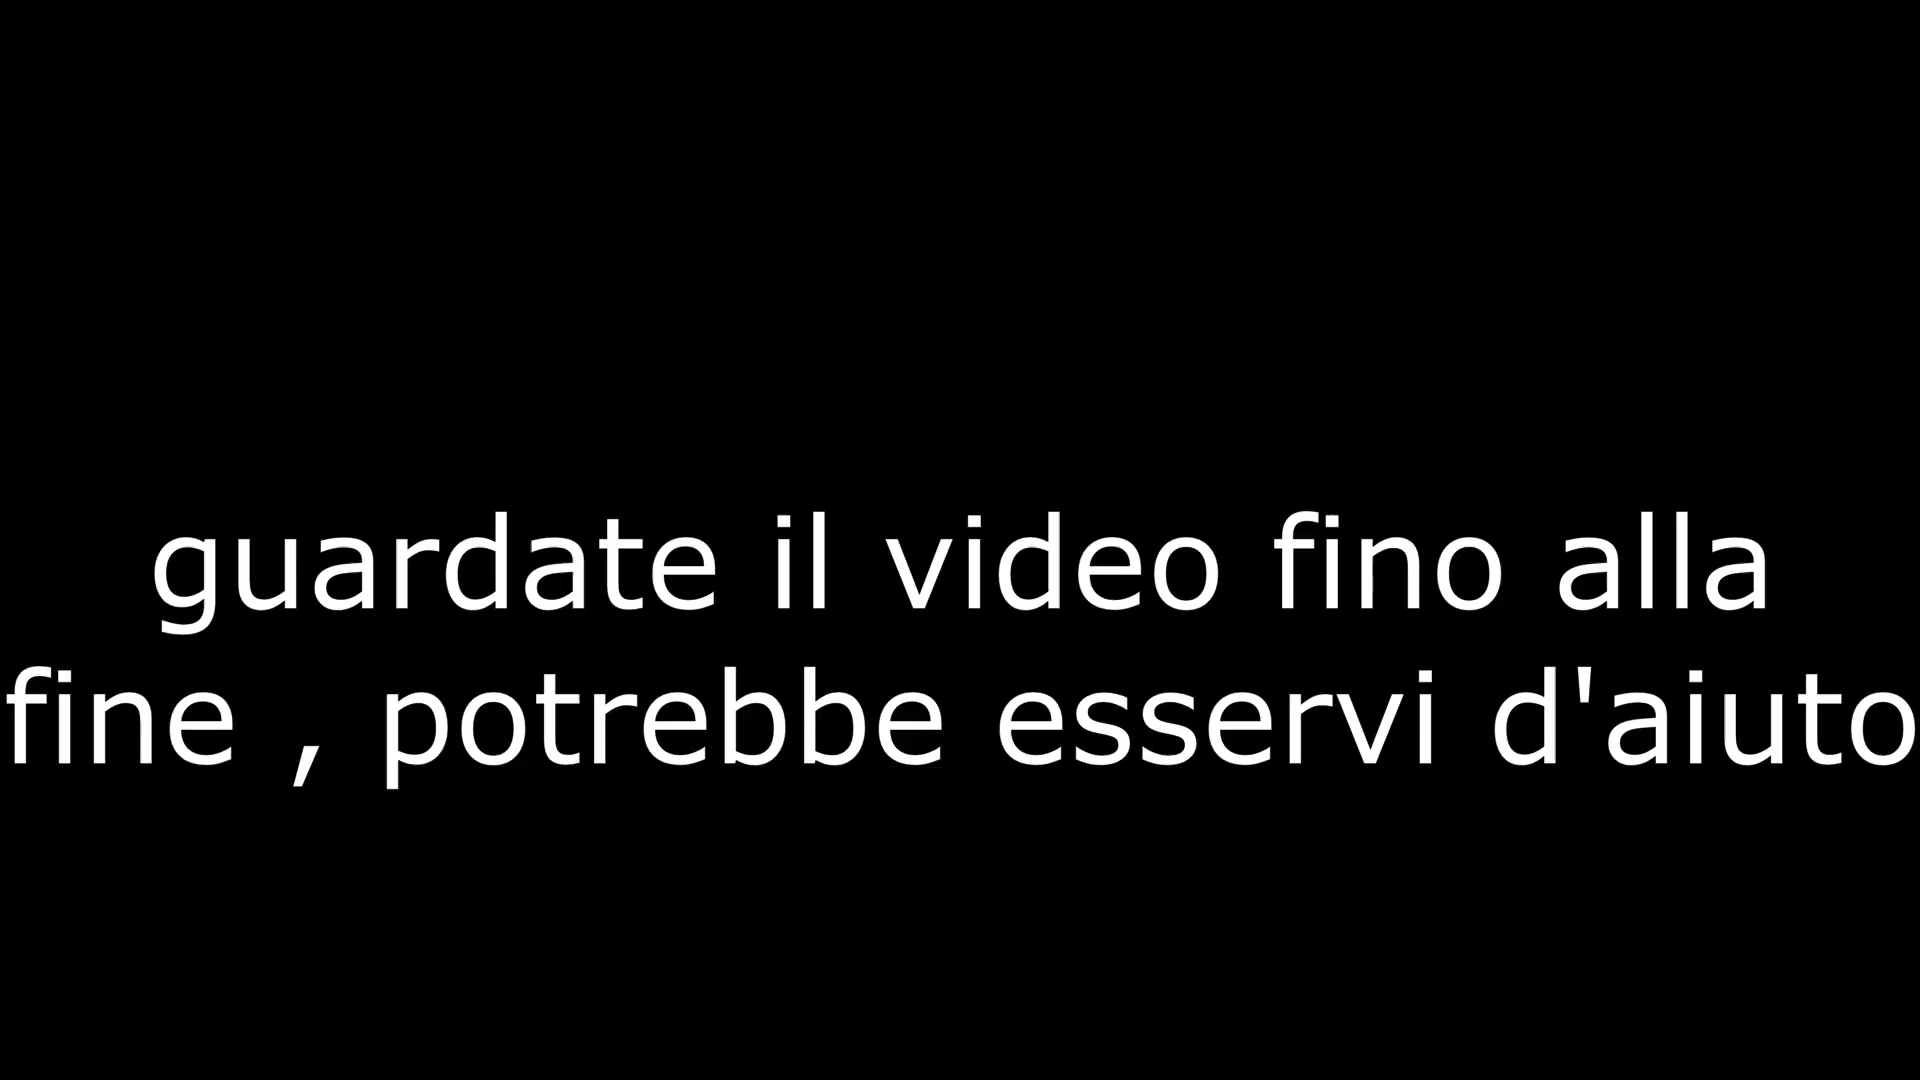 guardate il video fino alla
fine , potrebbe esservi d'aiuto